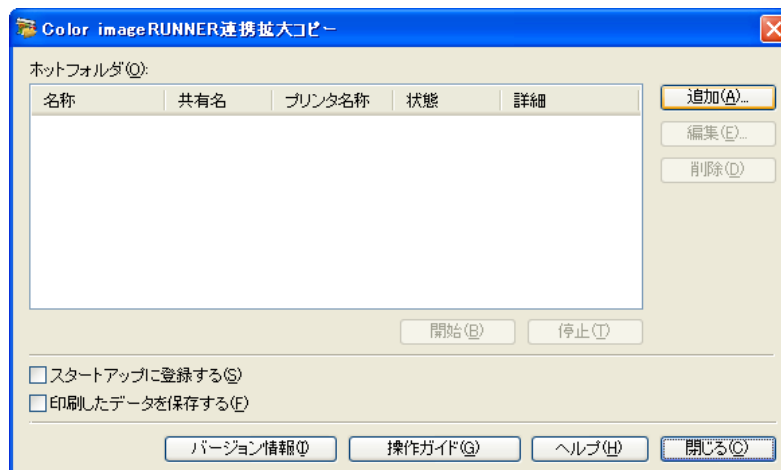 Color imageRUNNER連携拡大コピー
ホットフォルダ(O):
名称 共有名 プリンタ名称 状態 詳細
追加(A)...
編集(E)...
削除(D)
開始(B) 停止(T)
スタートアップに登録する(S)
印刷したデータを保存する(F)
バージョン情報(I) 操作ガイド(G) ヘルプ(H) 閉じる(C)